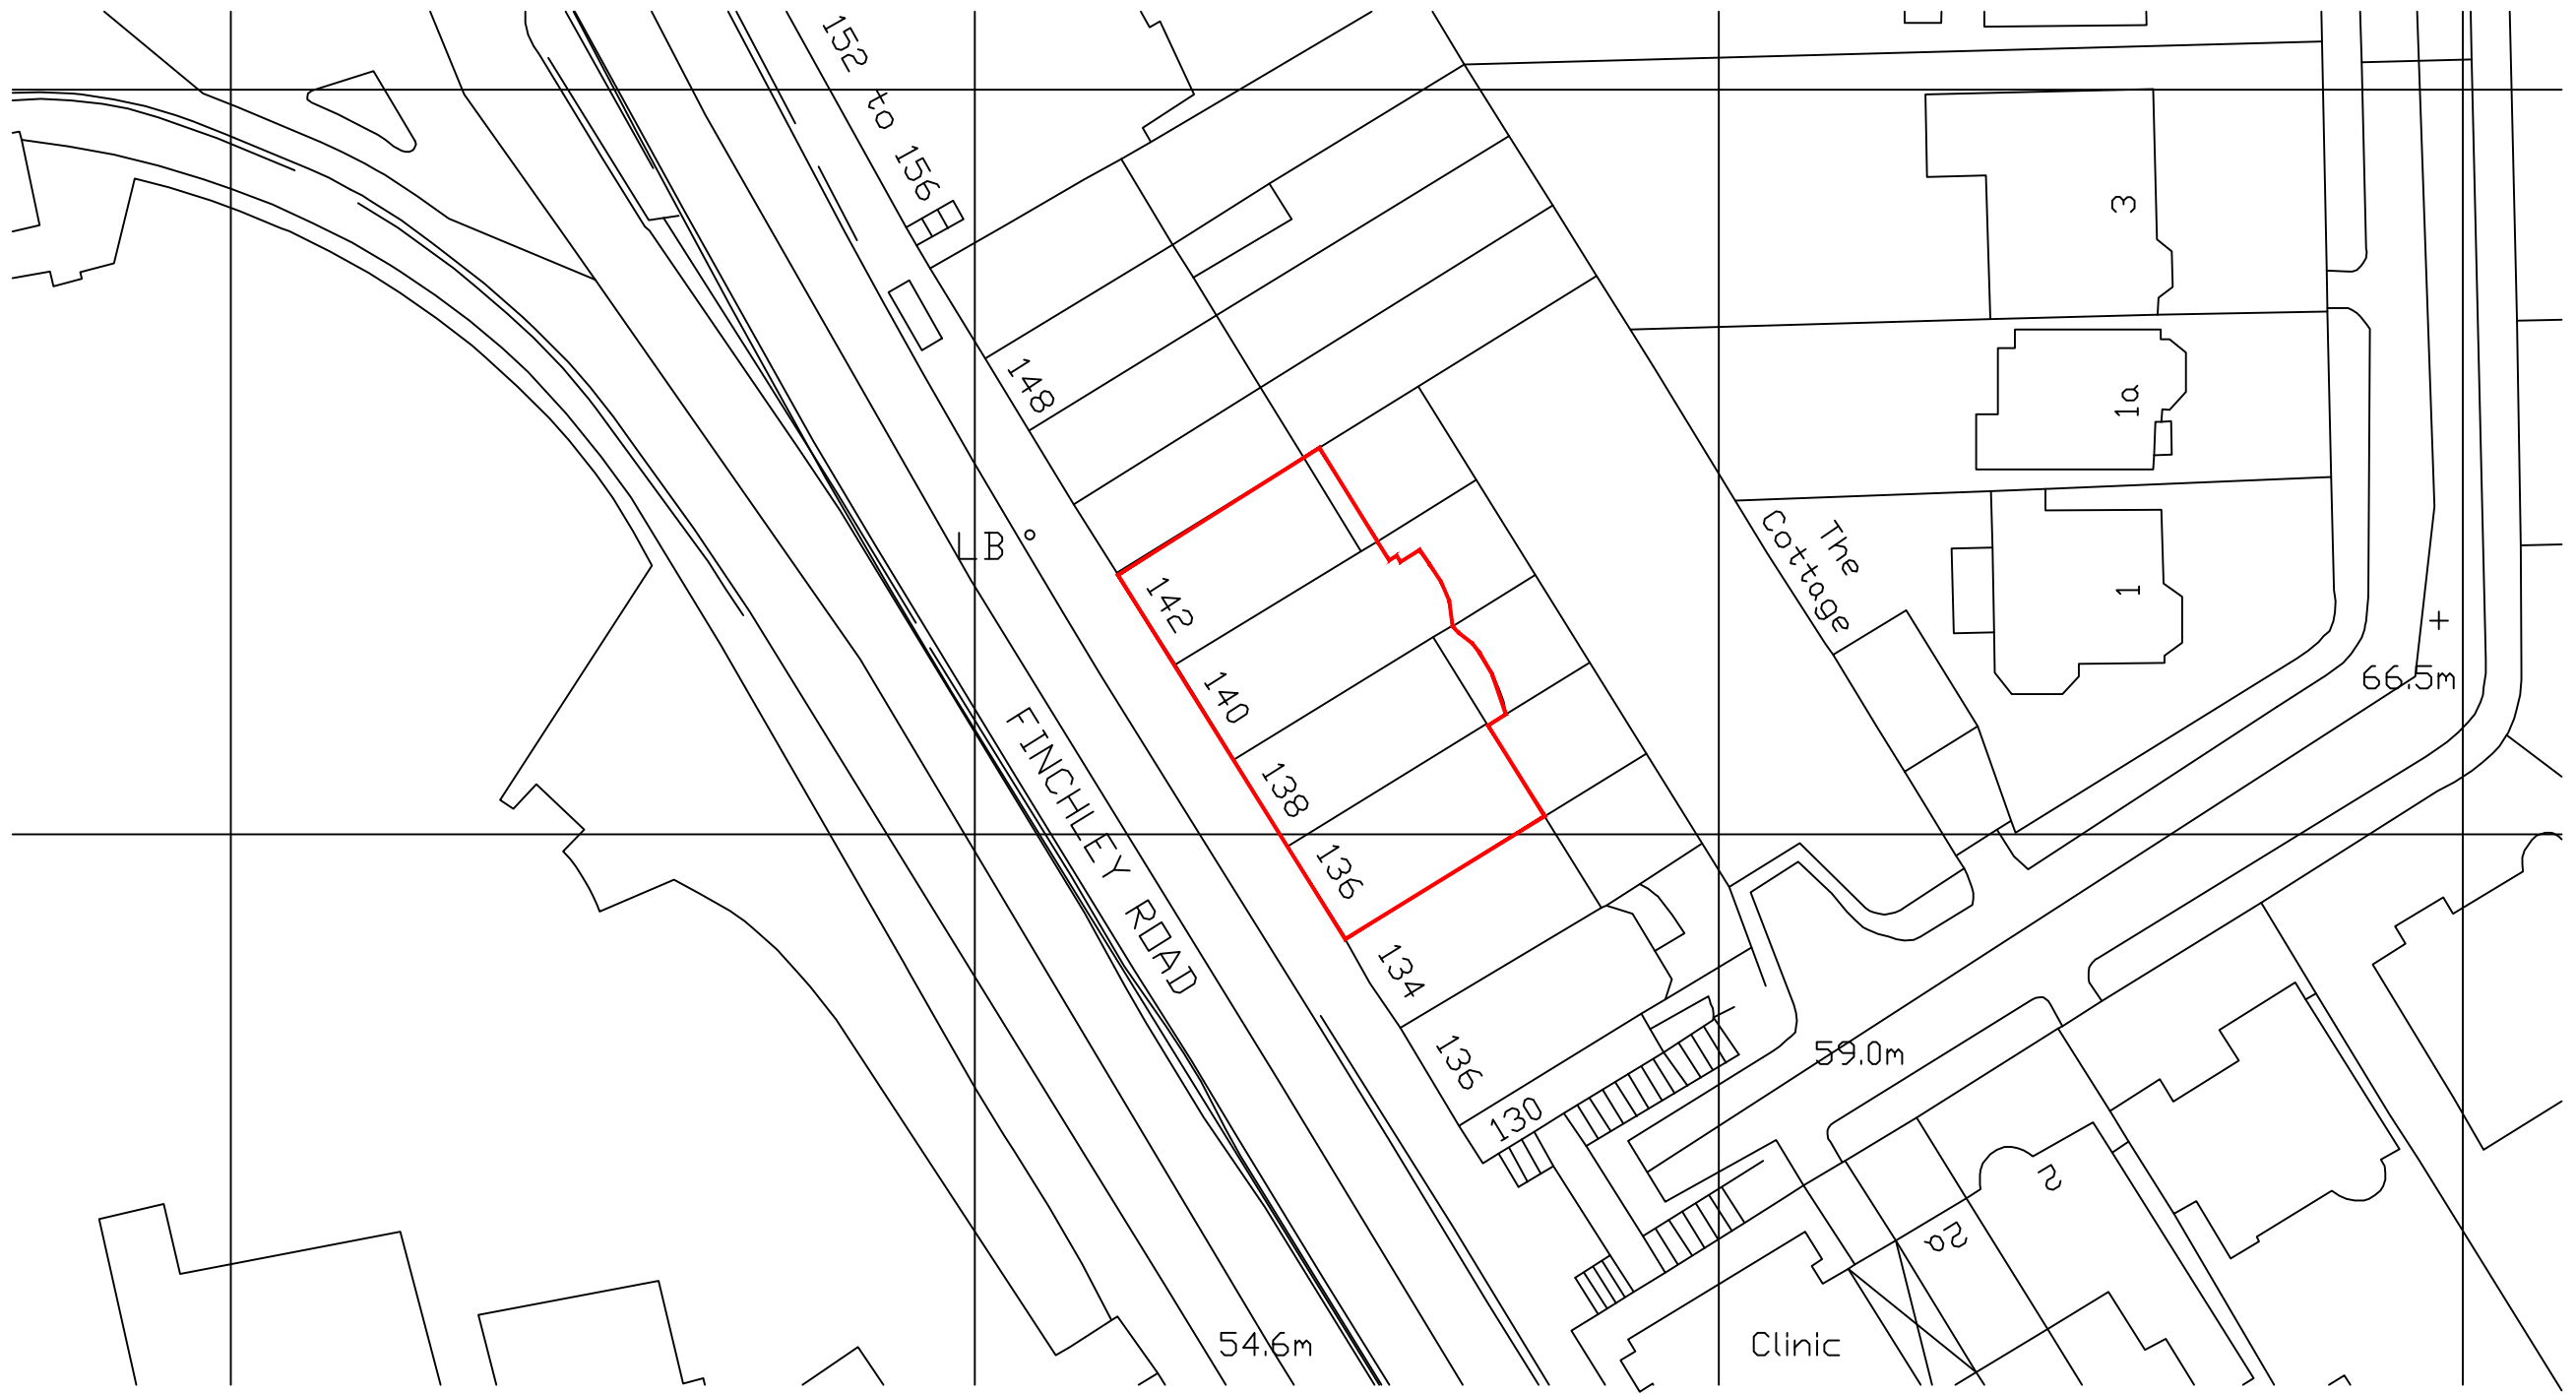 152 to 156
148
LB
142
140
138
136
134
136
130
FINCHLEY ROAD
The
Cottage
3
1a
1
66.5m
59.0m
2
2a
54.6m
Clinic